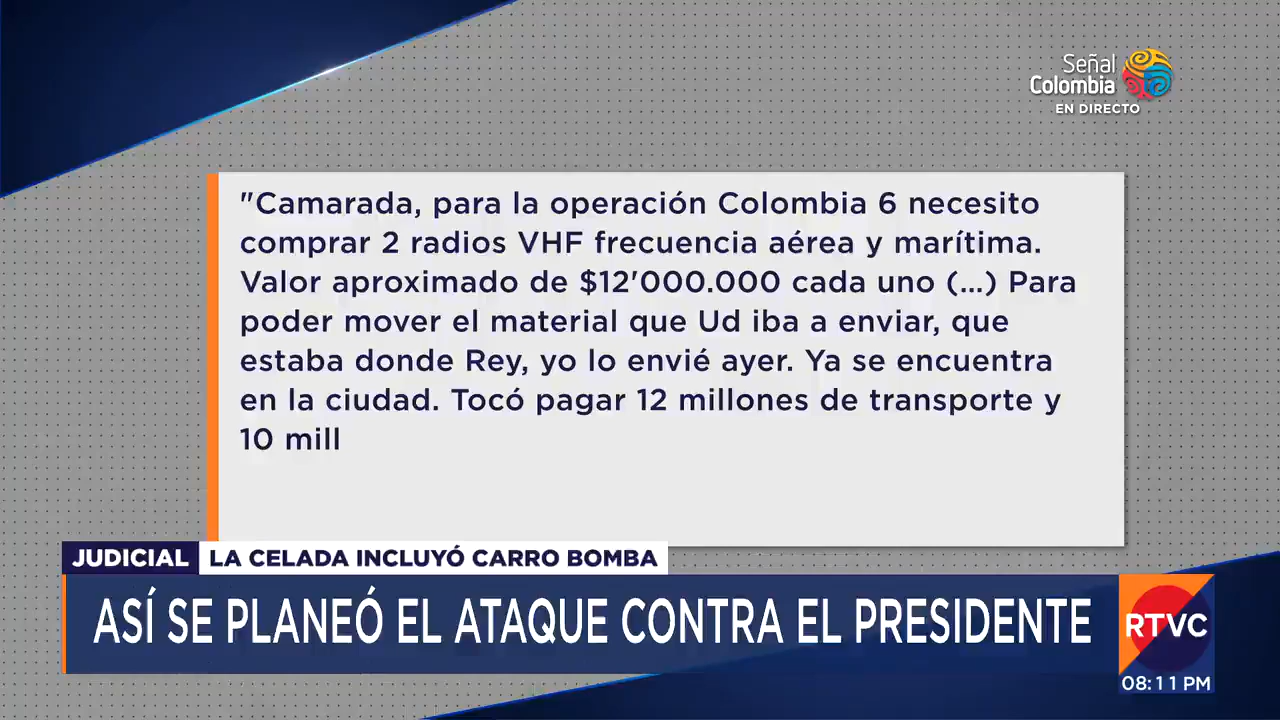 Señal
Colombia
EN DIRECTO
"Camarada, para la operación Colombia 6 necesito
comprar 2 radios VHF frecuencia aérea y marítima.
Valor aproximado de $12'000.000 cada uno (...) Para
poder mover el material que Ud iba a enviar, que
estaba donde Rey, yo lo envié ayer. Ya se encuentra
en la ciudad. Tocó pagar 12 millones de transporte y
10 mill
JUDICIAL LA CELADA INCLUYÓ CARRO BOMBA
ASÍ SE PLANEÓ EL ATAQUE CONTRA EL PRESIDENTE
RTVC
08:11 PM